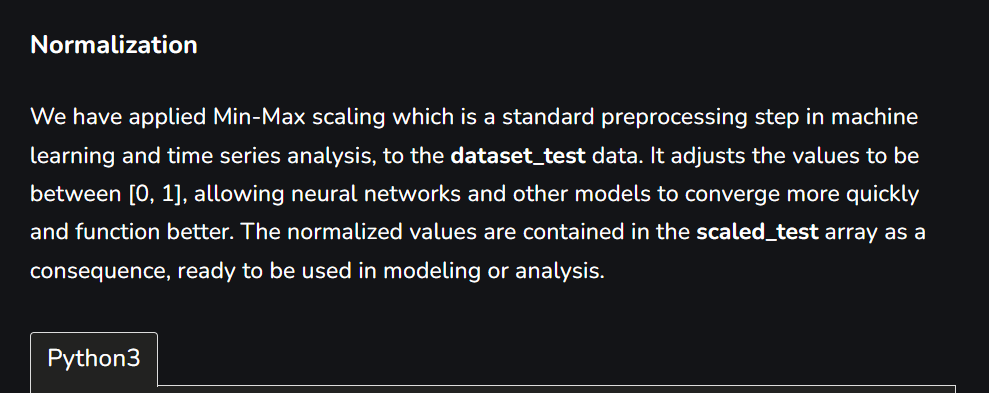 Normalization
We have applied Min-Max scaling which is a standard preprocessing step in machine
learning and time series analysis, to the dataset_test data. It adjusts the values to be
between [0, 1], allowing neural networks and other models to converge more quickly
and function better. The normalized values are contained in the scaled_test array as a
consequence, ready to be used in modeling or analysis.
Python3